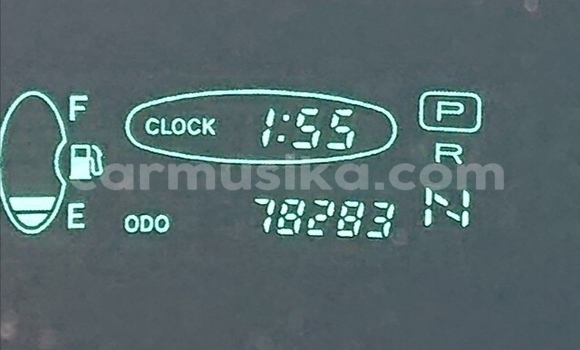 F
CLOCK 1:55
P
R
carmusika.com
E
ODO 78283
N